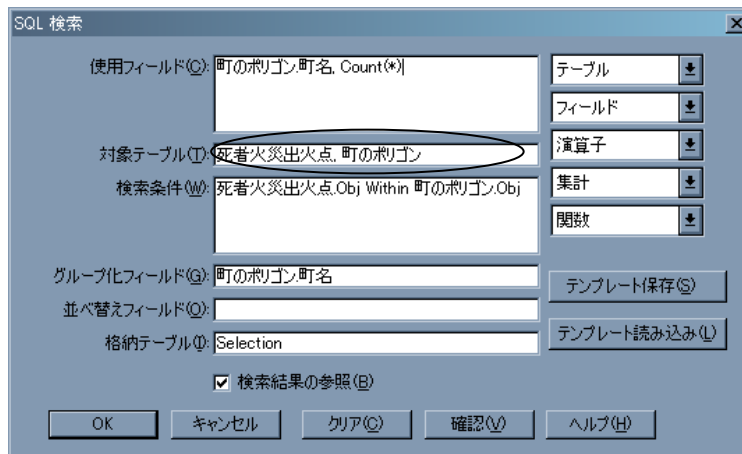 SQL 検索
使用フィールド(C): 町のポリゴン.町名, Count(*)
テーブル
フィールド
対象テーブル(T): 死者火災出火点, 町のポリゴン
演算子
検索条件(W): 死者火災出火点.Obj Within 町のポリゴン.Obj
集計
関数
グループ化フィールド(G): 町のポリゴン.町名
テンプレート保存(S)
並べ替えフィールド(O):
格納テーブル(I): Selection
テンプレート読み込み(L)
検索結果の参照(B)
OK キャンセル クリア(C) 確認(V) ヘルプ(H)